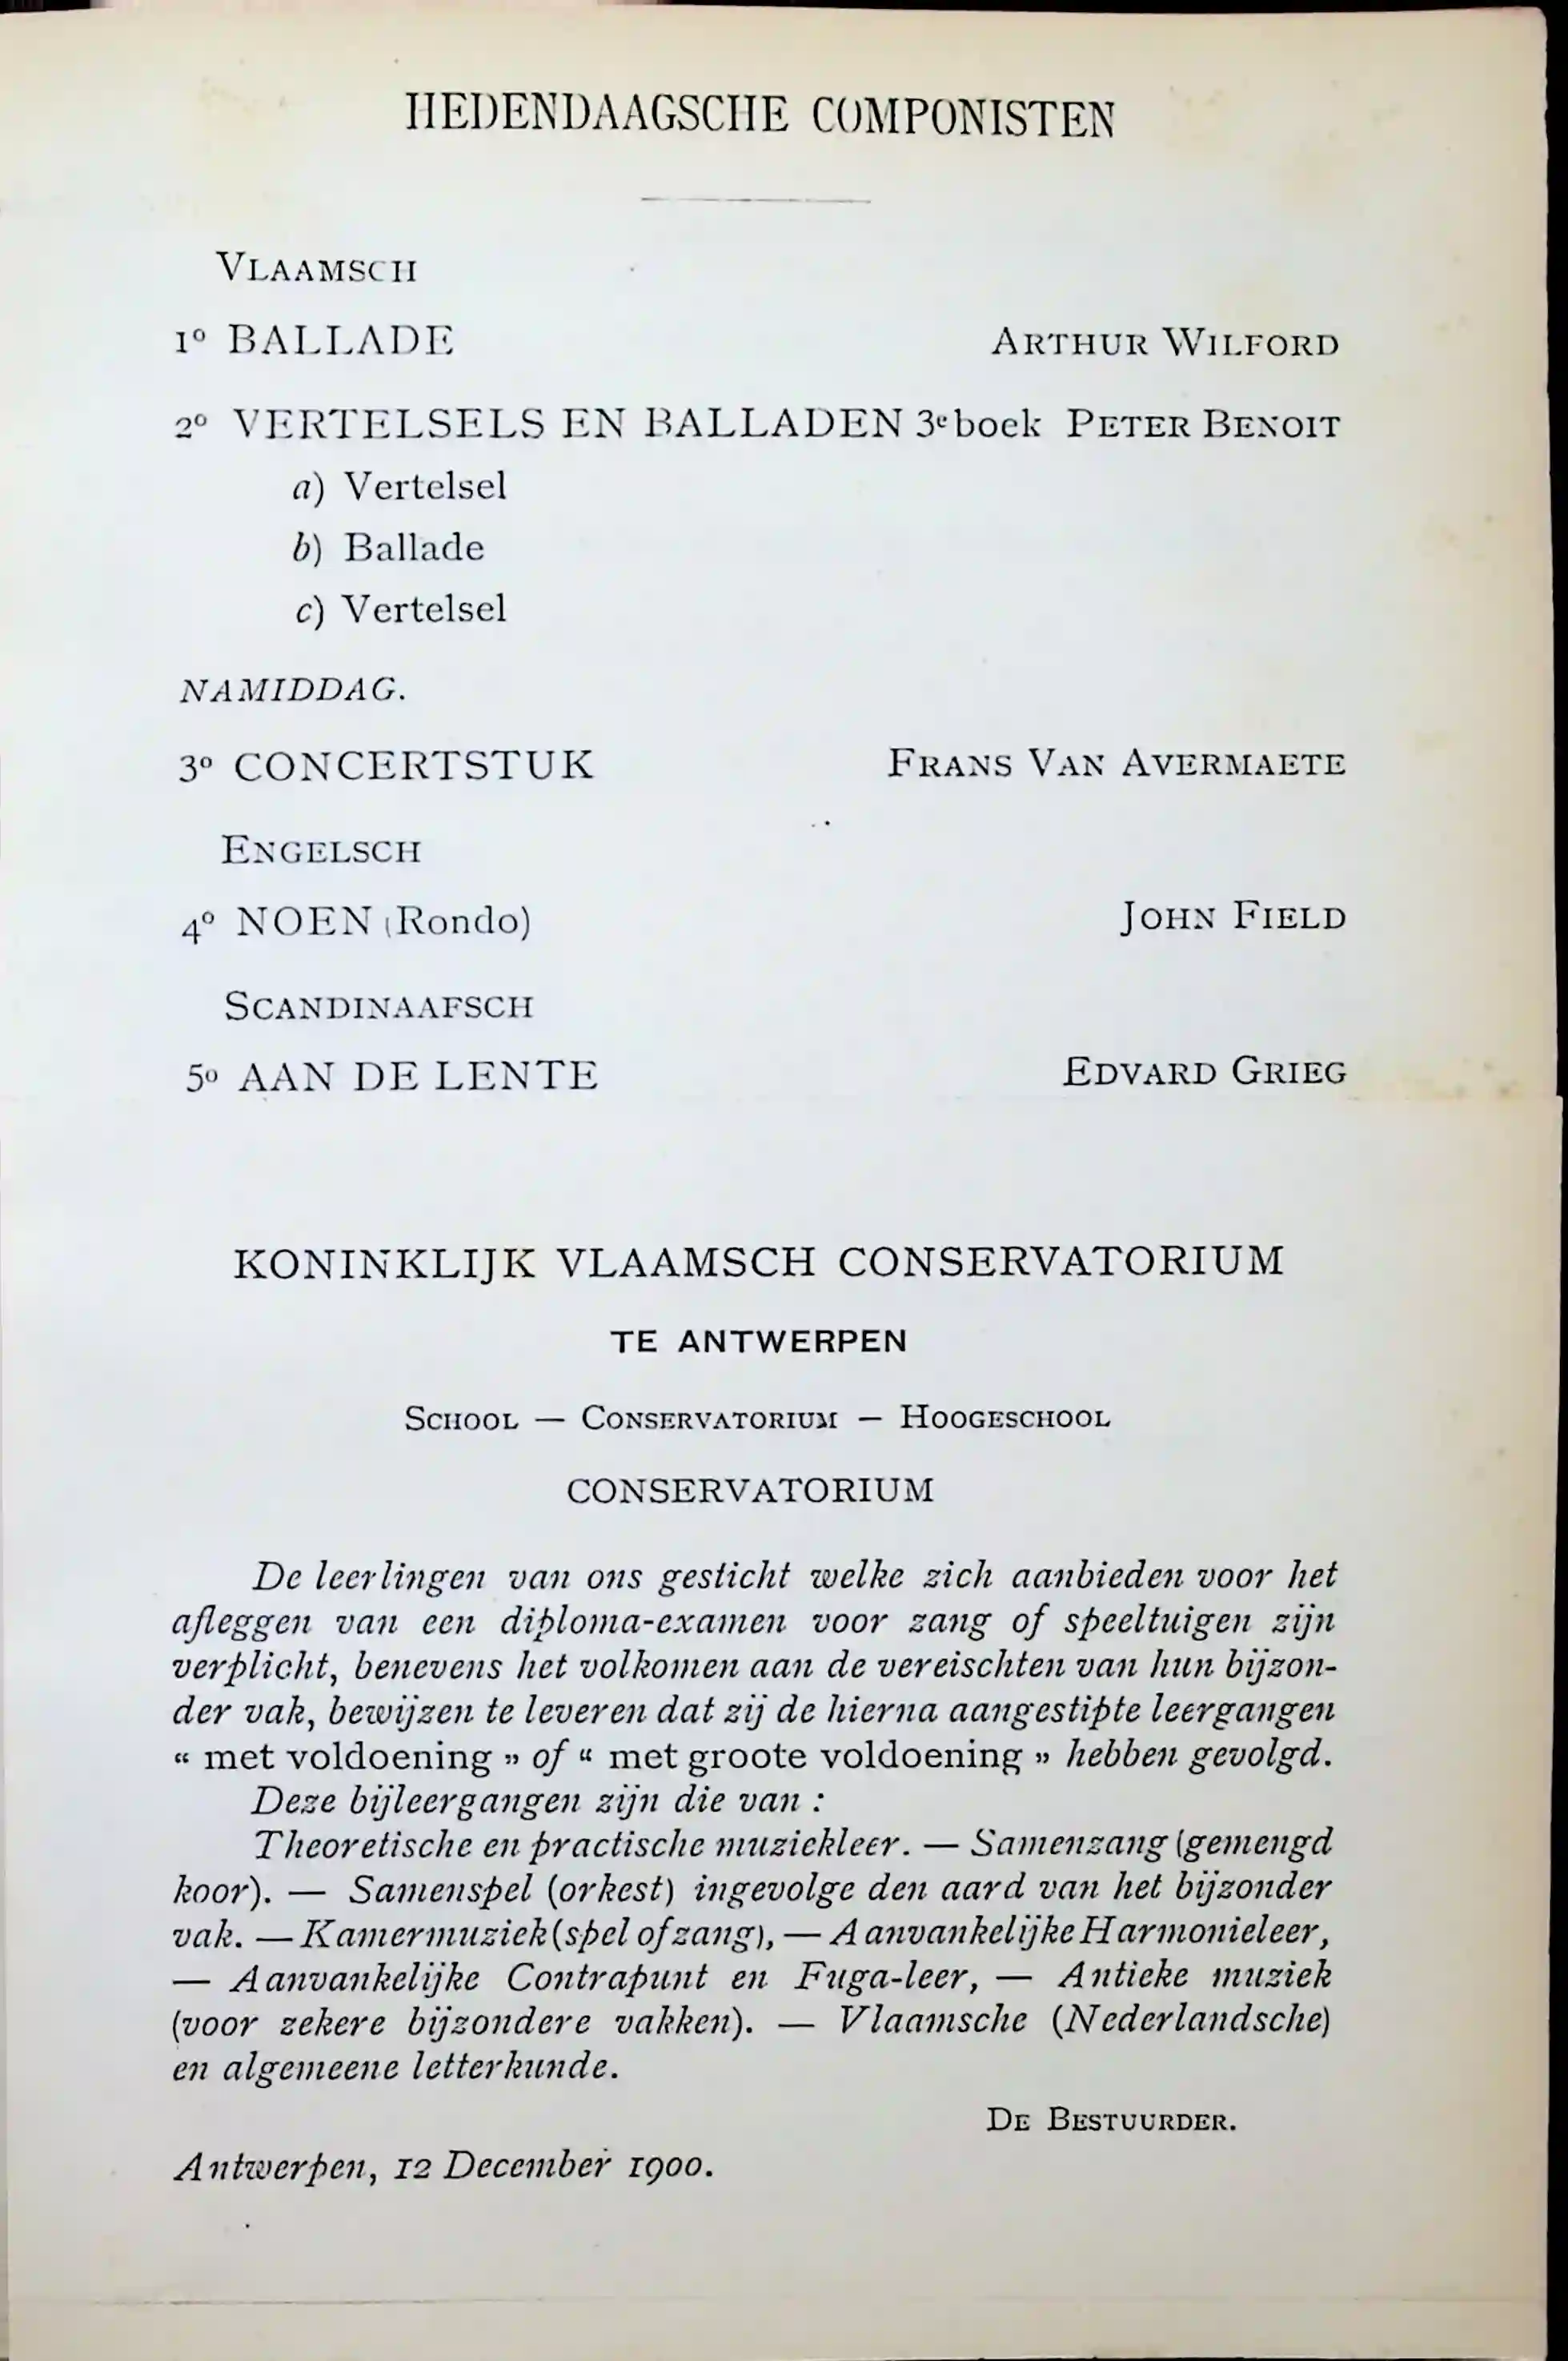 HEDENDAAGSCHE COMPONISTEN
VLAAMSCH
1º BALLADE ARTHUR WILFORD
2º VERTELSELS EN BALLADEN 3e boek PETER BENOIT
a) Vertelsel
b) Ballade
c) Vertelsel
NAMIDDAG.
3º CONCERTSTUK FRANS VAN AVERMAETE
ENGELSCH
4º NOEN (Rondo) JOHN FIELD
SCANDINAAFSCH
5º AAN DE LENTE EDVARD GRIEG
KONINKLIJK VLAAMSCH CONSERVATORIUM
TE ANTWERPEN
SCHOOL — CONSERVATORIUM — HOOGESCHOOL
CONSERVATORIUM
De leerlingen van ons gesticht welke zich aanbieden voor het
afleggen van een diploma-examen voor zang of speeltuigen zijn
verplicht, benevens het volkomen aan de vereischten van hun bijzon-
der vak, bewijzen te leveren dat zij de hierna aangestipte leergangen
“ met voldoening „ of “ met groote voldoening „ hebben gevolgd.
Deze bijleergangen zijn die van :
Theoretische en practische muziekleer. — Samenzang (gemengd
koor). — Samenspel (orkest) ingevolge den aard van het bijzonder
vak. — Kamermuziek (spel of zang), — Aanvankelijke Harmonieleer,
— Aanvankelijke Contrapunt en Fuga-leer, — Antieke muziek
(voor zekere bijzondere vakken). — Vlaamsche (Nederlandsche)
en algemeene letterkunde.
DE BESTUURDER.
Antwerpen, 12 December 1900.